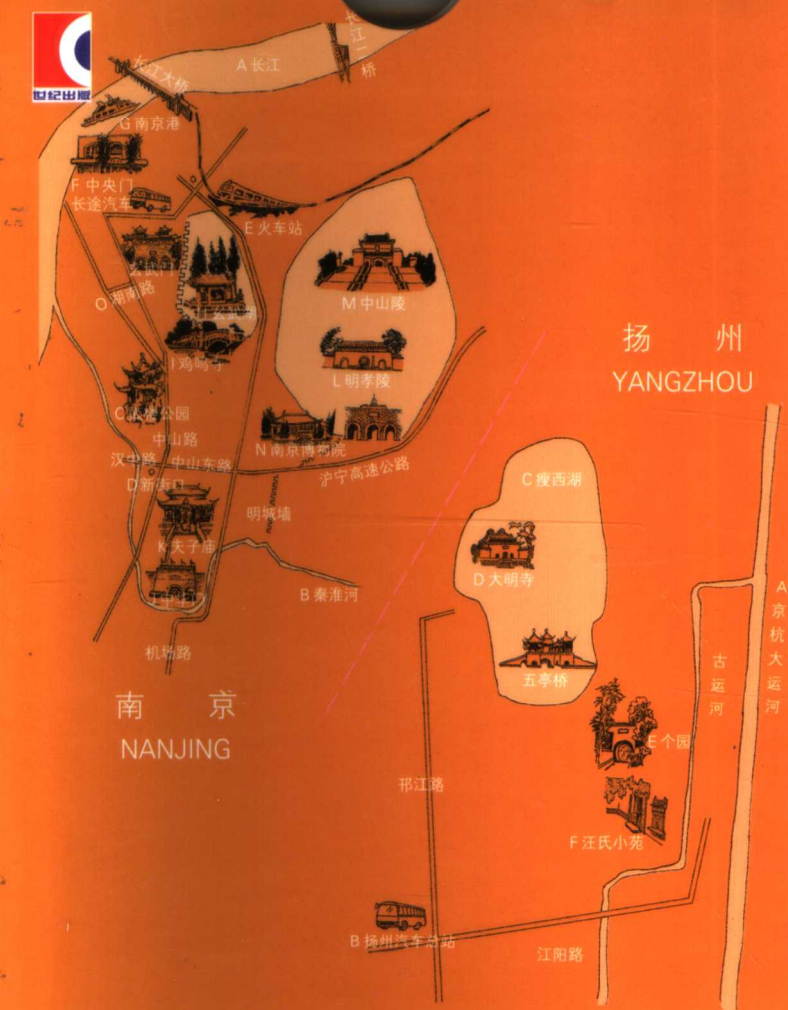 世纪出版
长江大桥
A 长江
长江二桥
G 南京港
F 中央门
长途汽车
E 火车站
玄武门
O 湖南路
M 中山陵
I 鸡鸣寺
L 明孝陵
公园
中山路
汉中路
中山东路
N 南京博物院
沪宁高速公路
D 新街口
明城墙
K 夫子庙
B 秦淮河
机场路
南京
NANJING
扬州
YANGZHOU
C 瘦西湖
D 大明寺
五亭桥
A 京杭大运河
古运河
E 个园
邗江路
F 汪氏小苑
B 扬州汽车总站
江阳路